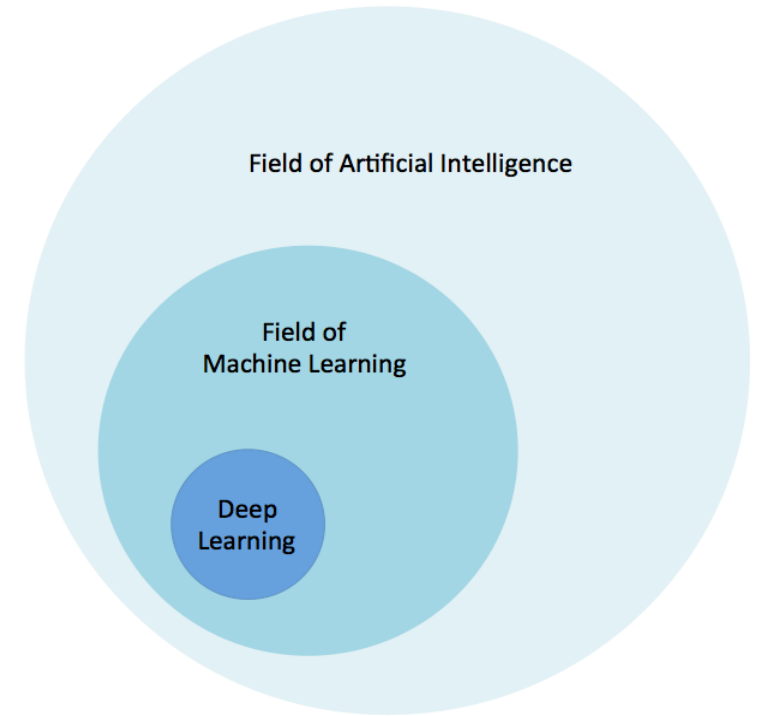 Field of Artificial Intelligence
Field of
Machine Learning
Deep
Learning